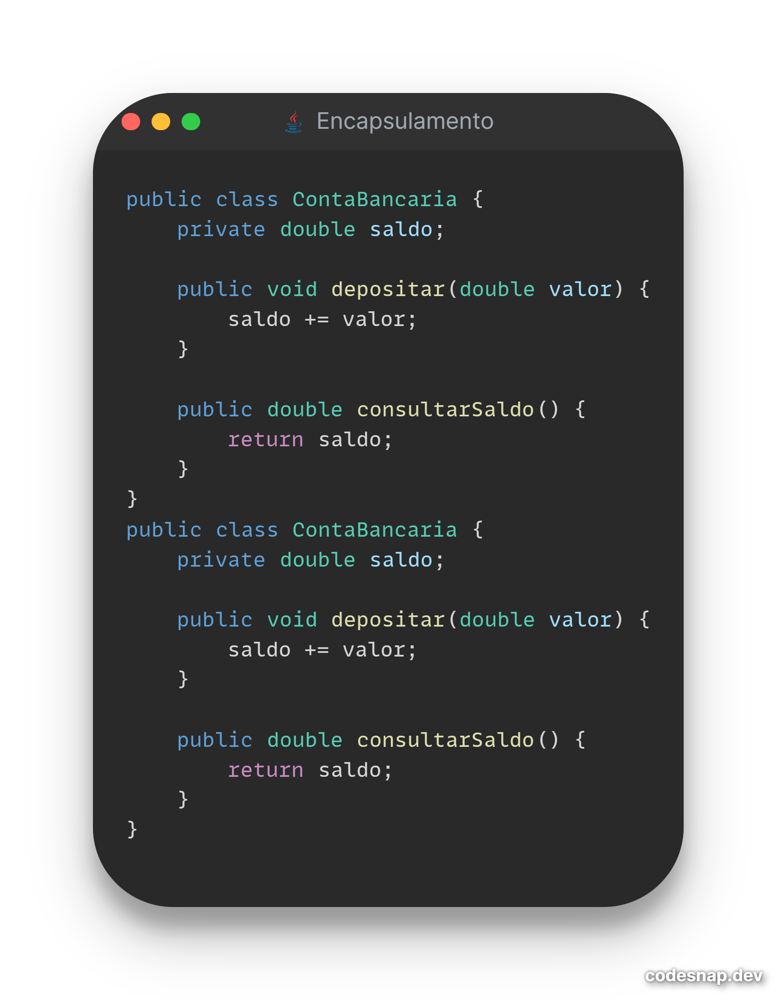 Encapsulamento
public class ContaBancaria {
    private double saldo;

    public void depositar(double valor) {
        saldo += valor;
    }

    public double consultarSaldo() {
        return saldo;
    }
}
public class ContaBancaria {
    private double saldo;

    public void depositar(double valor) {
        saldo += valor;
    }

    public double consultarSaldo() {
        return saldo;
    }
}
codesnap.dev